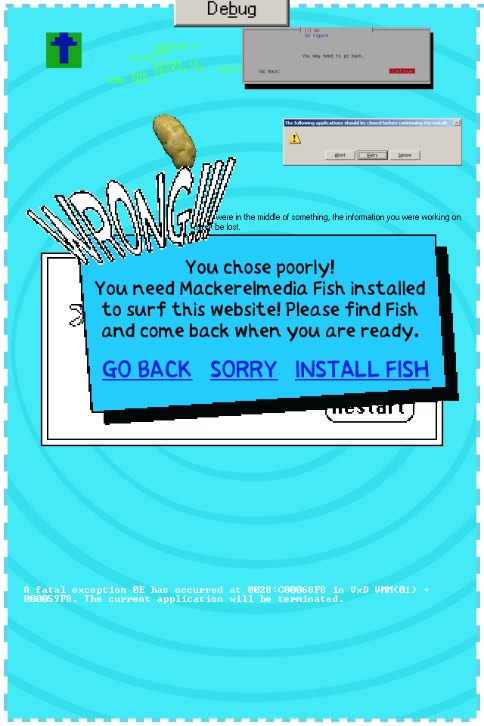 Debug
Go figure
You may need to go back.
<Go Back>
The following applications should be closed before continuing the install:
Abort Retry Ignore
WRONG!!!!
were in the middle of something, the information you were working on
be lost.
You chose poorly!
You need Mackerelmedia Fish installed
to surf this website! Please find Fish
and come back when you are ready.
GO BACK SORRY INSTALL FISH
Restart
A fatal exception 0E has occurred at 0028:C00068F8 in VxD VMM(01) +
000059F8. The current application will be terminated.